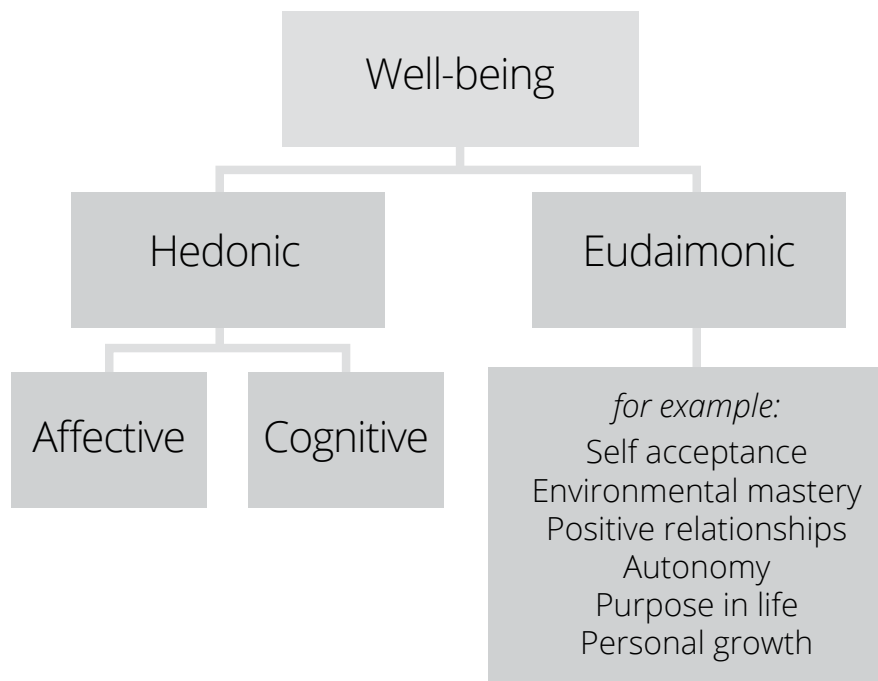 Well-being
Hedonic
Eudaimonic
Affective
Cognitive
for example:
Self acceptance
Environmental mastery
Positive relationships
Autonomy
Purpose in life
Personal growth